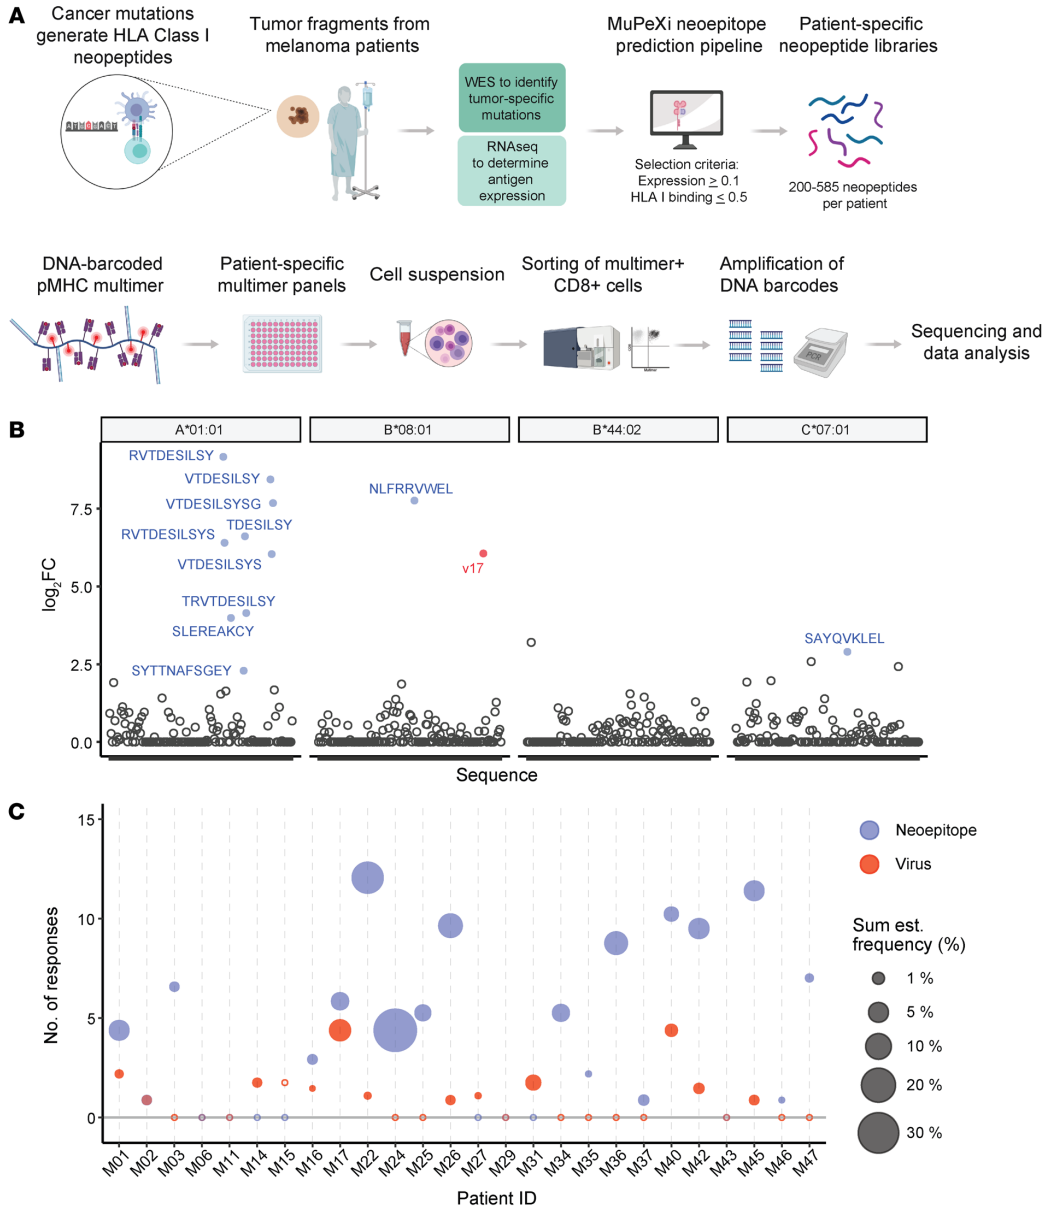 A
Cancer mutations
generate HLA Class I
neopeptides
Tumor fragments from
melanoma patients
WES to identify
tumor-specific
mutations
RNAseq
to determine
antigen
expression
MuPeXi neoepitope
prediction pipeline
Selection criteria:
Expression ≥ 0.1
HLA I binding ≤ 0.5
Patient-specific
neopeptide libraries
200-585 neopeptides
per patient
DNA-barcoded
pMHC multimer
Patient-specific
multimer panels
Cell suspension
Sorting of multimer+
CD8+ cells
Multimer
Amplification of
DNA barcodes
PCR
Sequencing and
data analysis
B
A*01:01
B*08:01
B*44:02
C*07:01
log2FC
7.5
5.0
2.5
0.0
RVTDESILSY
VTDESILSY
VTDESILSYSG
TDESILSY
RVTDESILSYS
VTDESILSYS
TRVTDESILSY
SLEREAKCY
SYTTNAFSGEY
NLFRRVWEL
v17
SAYQVKLEL
Sequence
C
No. of responses
15
10
5
0
M01 M02 M03 M06 M11 M14 M15 M16 M17 M22 M24 M25 M26 M27 M29 M31 M34 M35 M36 M37 M40 M42 M43 M45 M46 M47
Patient ID
Neoepitope
Virus
Sum est.
frequency (%)
1 %
5 %
10 %
20 %
30 %